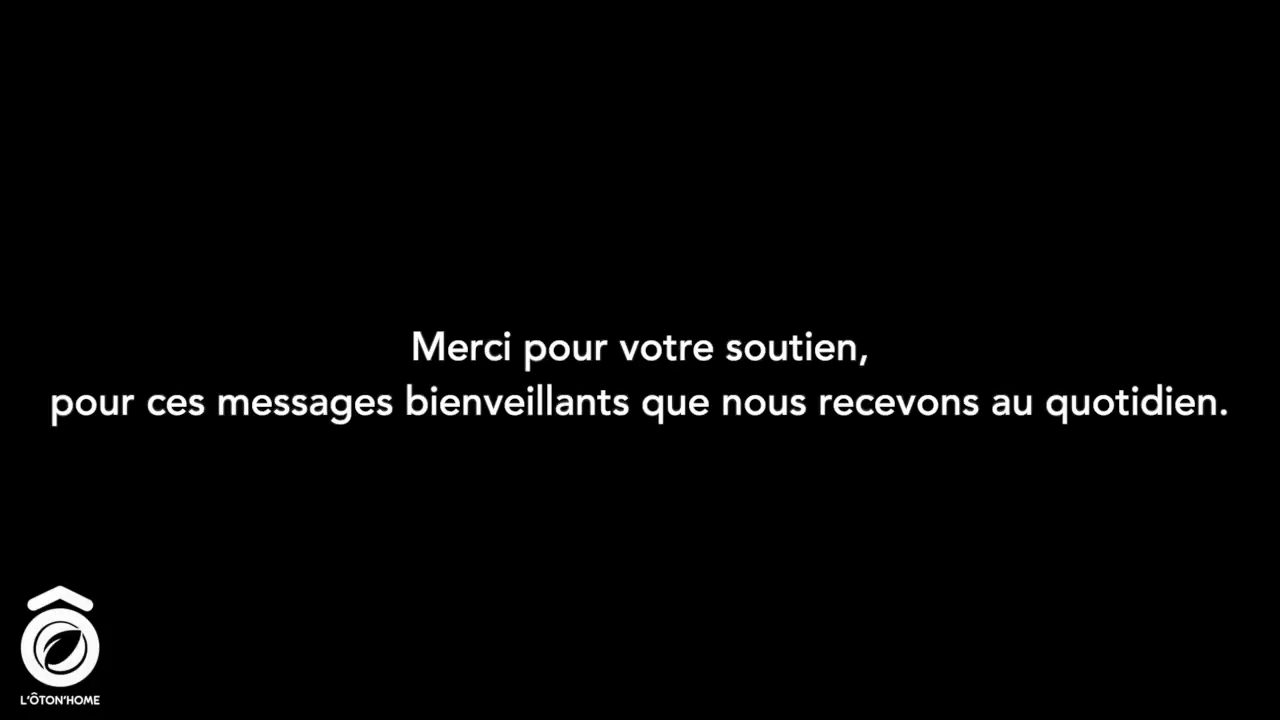 Merci pour votre soutien,
pour ces messages bienveillants que nous recevons au quotidien.
L'ÔTON'HOME